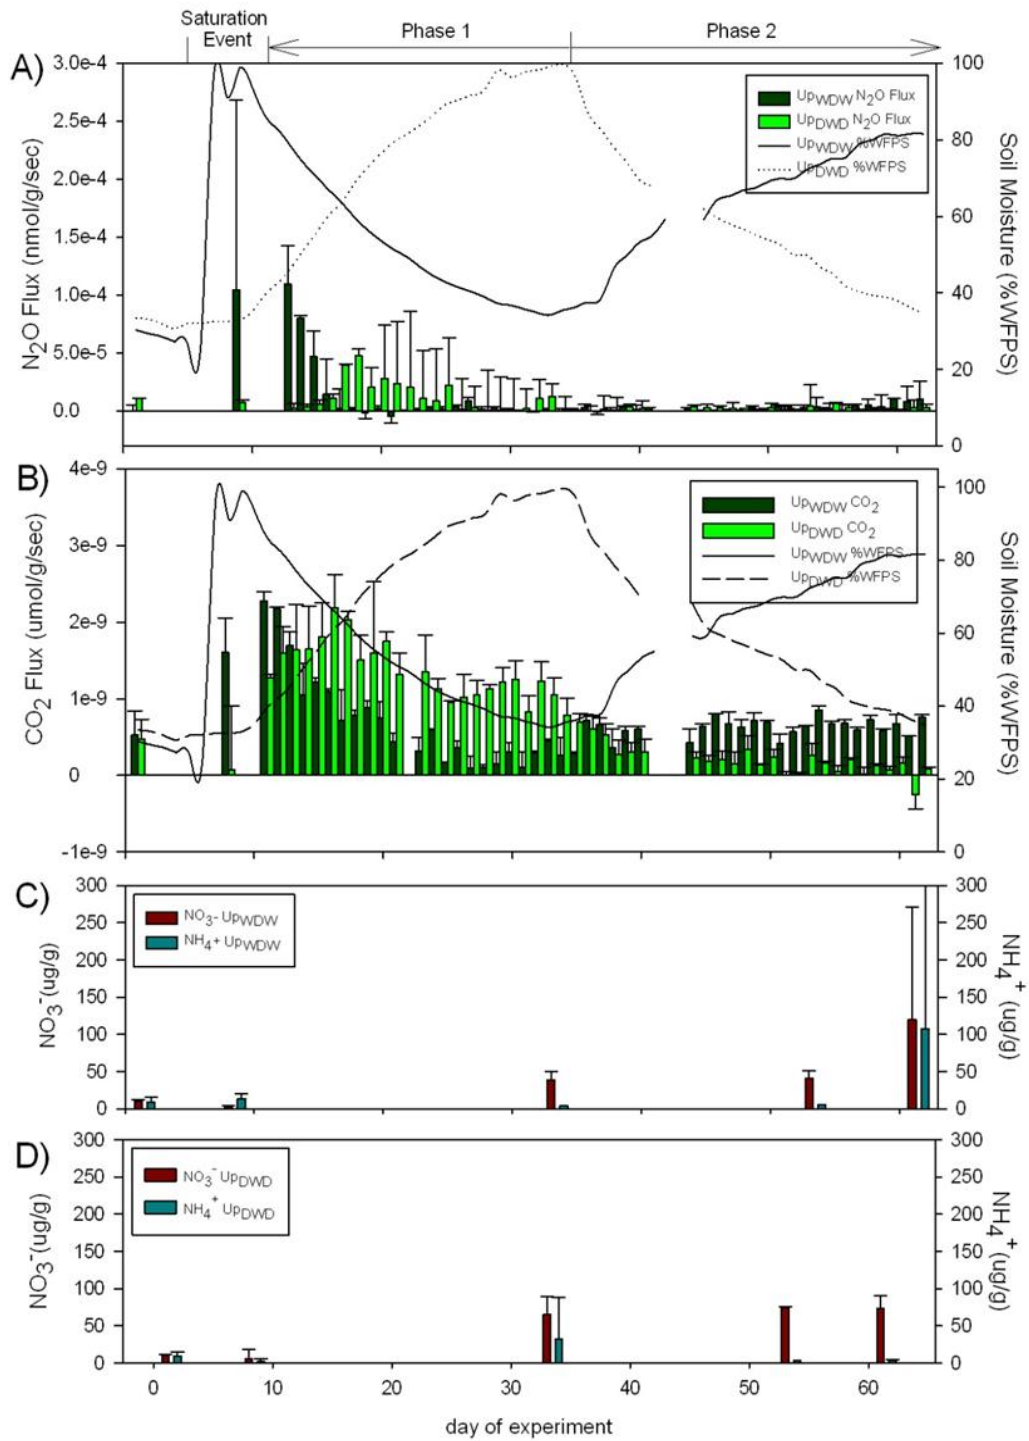 Saturation
Event
Phase 1
Phase 2
A)
3.0e-4
2.5e-4
2.0e-4
1.5e-4
1.0e-4
5.0e-5
0.0
N2O Flux (nmol/g/sec)
100
80
60
40
20
0
Soil Moisture (%WFPS)
UpWDW N2O Flux
UpDWD N2O Flux
UpWDW %WFPS
UpDWD %WFPS
B)
4e-9
3e-9
2e-9
1e-9
0
-1e-9
CO2 Flux (umol/g/sec)
100
80
60
40
20
0
Soil Moisture (%WFPS)
UpWDW CO2
UpDWD CO2
UpWDW %WFPS
UpDWD %WFPS
C)
300
250
200
150
100
50
0
NO3-(ug/g)
300
250
200
150
100
50
0
NH4+ (ug/g)
NO3- UpWDW
NH4+ UpWDW
D)
300
250
200
150
100
50
0
NO3-(ug/g)
300
250
200
150
100
50
0
NH4+ (ug/g)
NO3- UpDWD
NH4+ UpDWD
0 10 20 30 40 50 60
day of experiment